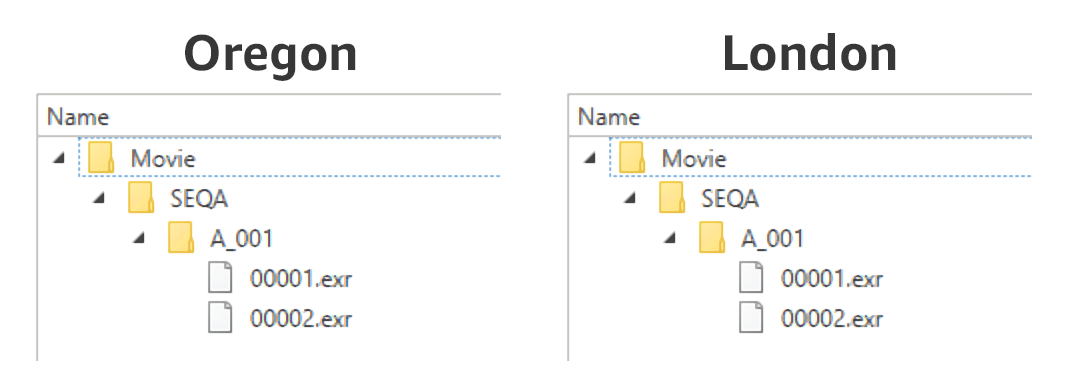 Oregon
Name
Movie
SEQA
A_001
00001.exr
00002.exr
London
Name
Movie
SEQA
A_001
00001.exr
00002.exr